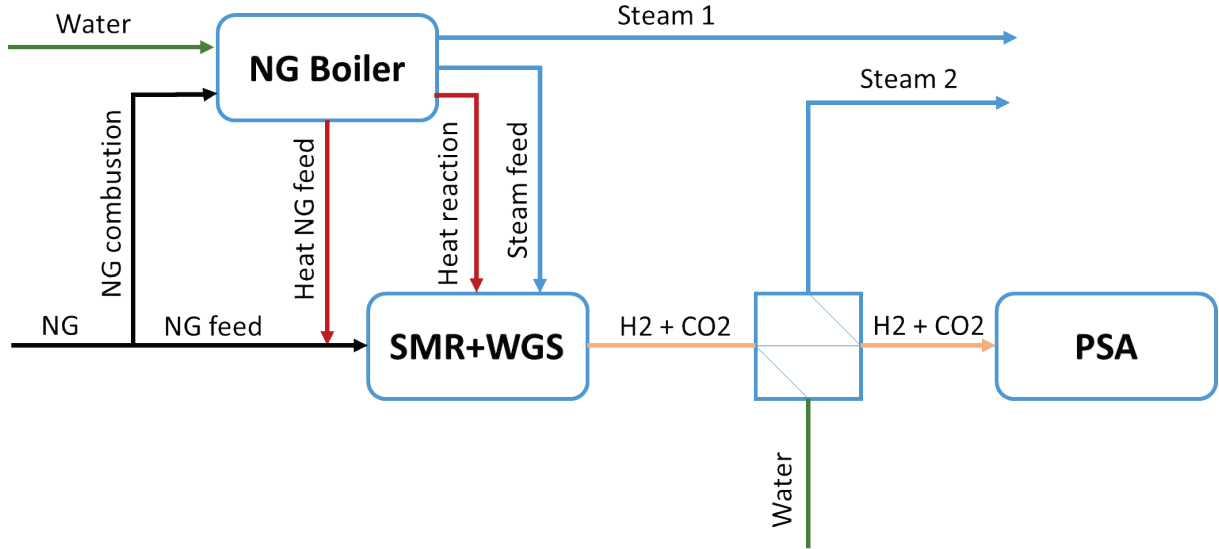 Water
NG Boiler
Steam 1
Steam 2
NG combustion
Heat NG feed
Heat reaction
Steam feed
NG
NG feed
SMR+WGS
H2 + CO2
H2 + CO2
PSA
Water